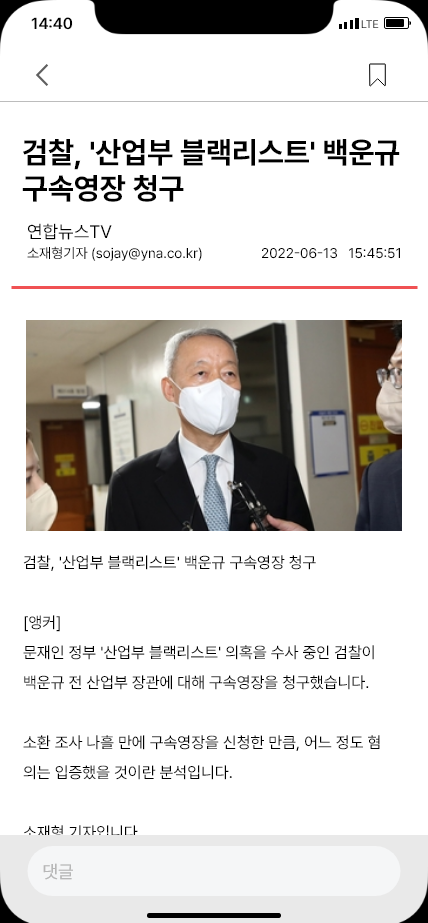 14:40
LTE
검찰, '산업부 블랙리스트' 백운규
구속영장 청구
연합뉴스TV
소재형기자 (sojay@yna.co.kr) 2022-06-13 15:45:51
검찰, '산업부 블랙리스트' 백운규 구속영장 청구
[앵커]
문재인 정부 '산업부 블랙리스트' 의혹을 수사 중인 검찰이
백운규 전 산업부 장관에 대해 구속영장을 청구했습니다.
소환 조사 나흘 만에 구속영장을 신청한 만큼, 어느 정도 혐
의는 입증했을 것이란 분석입니다.
소재형 기자입니다
댓글